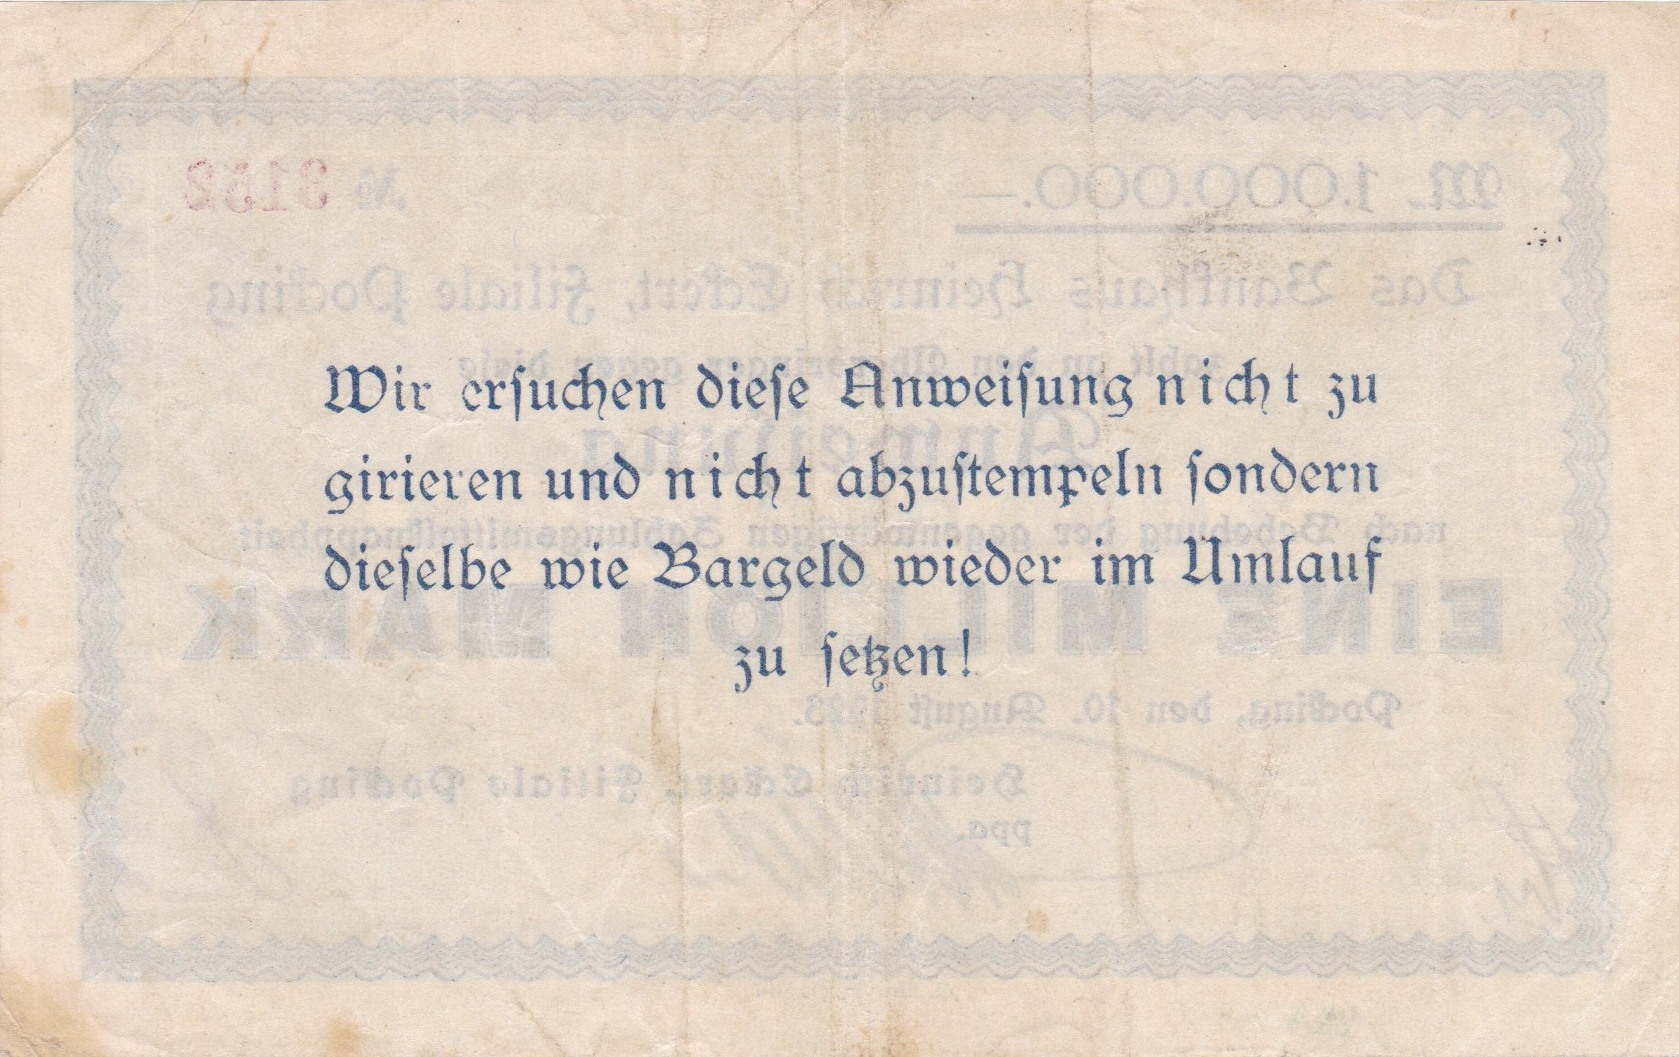 Wir erſuchen dieſe Anweiſung nicht zu
girieren und nicht abzuſtempeln ſondern
dieſelbe wie Bargeld wieder im Umlauf
zu ſetzen!